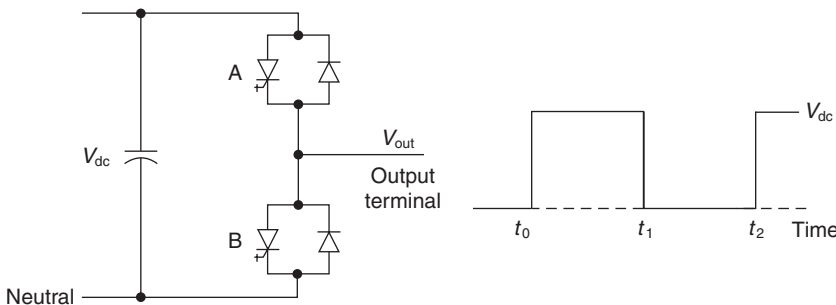 A
V_out
V_dc
V_dc
Output
terminal
B
t_0
t_1
t_2
Time
Neutral